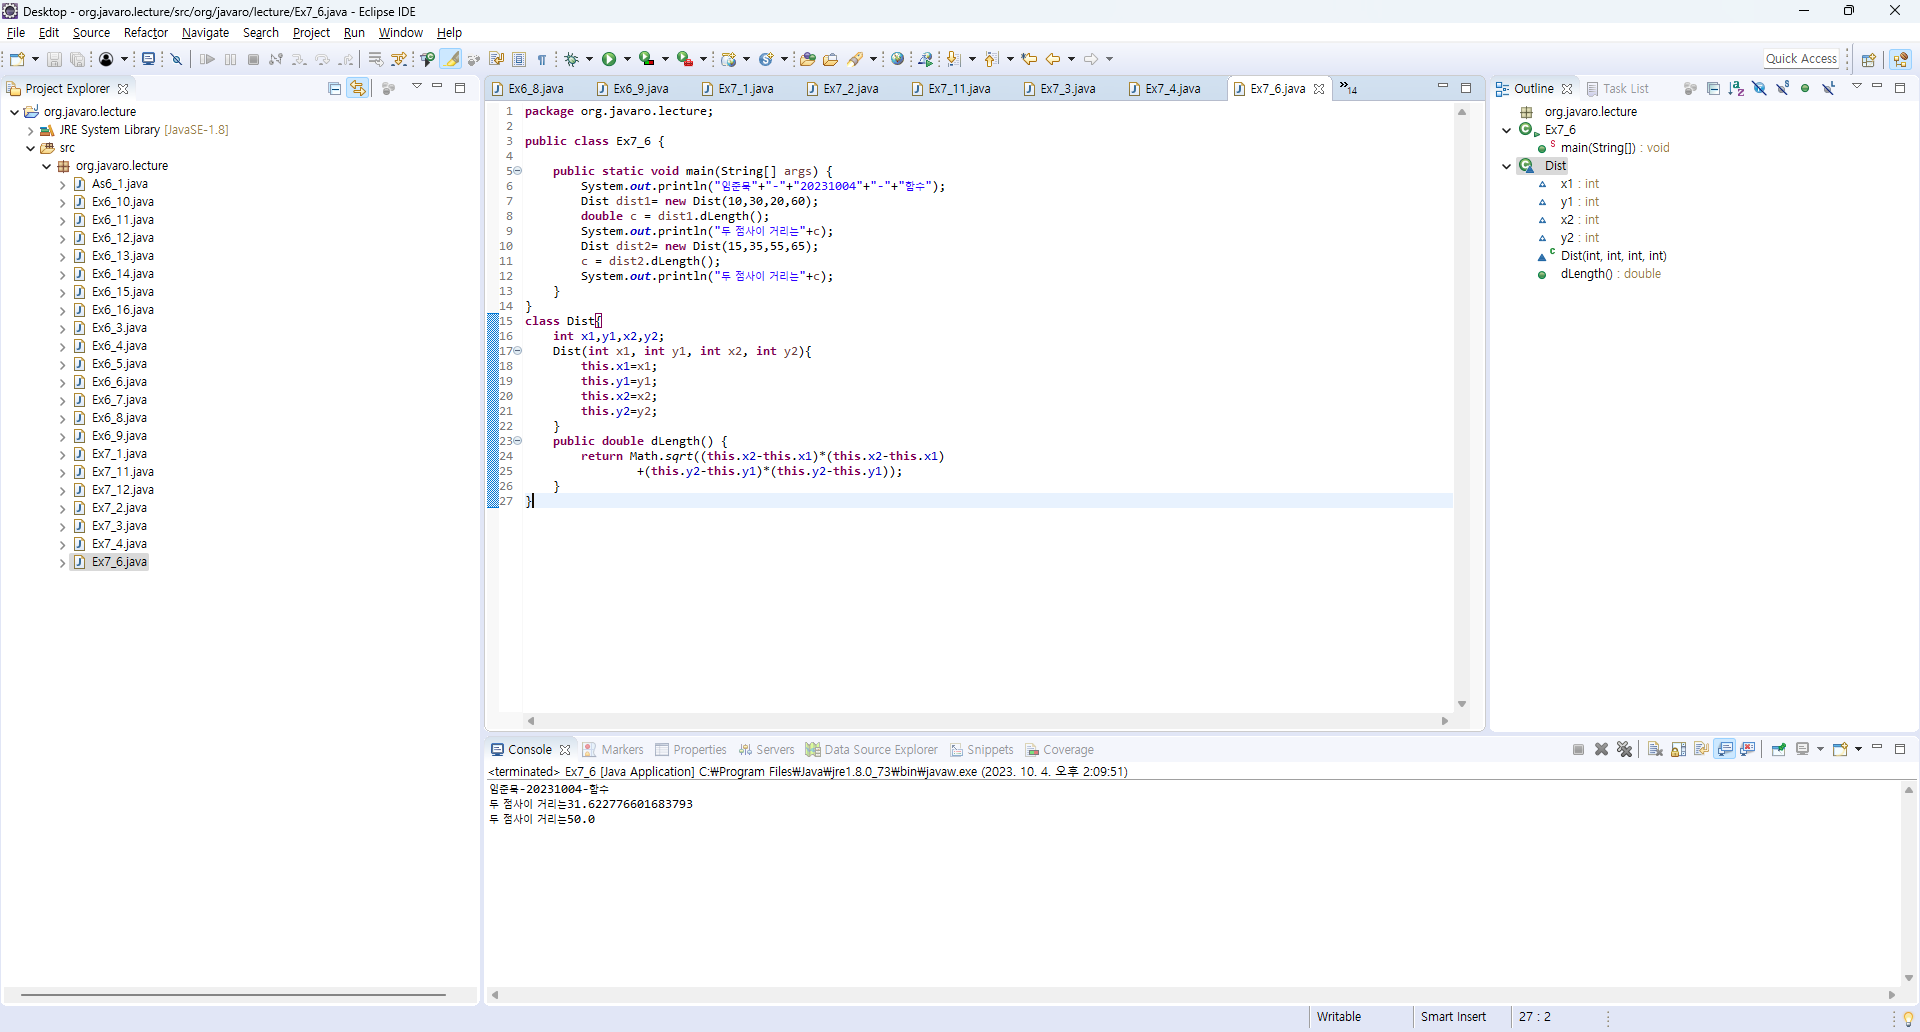 Desktop - org.javaro.lecture/src/org/javaro/lecture/Ex7_6.java - Eclipse IDE
File Edit Source Refactor Navigate Search Project Run Window Help
Quick Access
Project Explorer
org.javaro.lecture
JRE System Library [JavaSE-1.8]
src
org.javaro.lecture
As6_1.java
Ex6_10.java
Ex6_11.java
Ex6_12.java
Ex6_13.java
Ex6_14.java
Ex6_15.java
Ex6_16.java
Ex6_3.java
Ex6_4.java
Ex6_5.java
Ex6_6.java
Ex6_7.java
Ex6_8.java
Ex6_9.java
Ex7_1.java
Ex7_11.java
Ex7_12.java
Ex7_2.java
Ex7_3.java
Ex7_4.java
Ex7_6.java
Ex6_8.java Ex6_9.java Ex7_1.java Ex7_2.java Ex7_11.java Ex7_3.java Ex7_4.java Ex7_6.java »14
1 package org.javaro.lecture;
2
3 public class Ex7_6 {
4
5 public static void main(String[] args) {
6 System.out.println("임준묵"+"-"+"20231004"+"-"+"함수");
7 Dist dist1= new Dist(10,30,20,60);
8 double c = dist1.dLength();
9 System.out.println("두 점사이 거리는"+c);
10 Dist dist2= new Dist(15,35,55,65);
11 c = dist2.dLength();
12 System.out.println("두 점사이 거리는"+c);
13 }
14 }
15 class Dist{
16 int x1,y1,x2,y2;
17 Dist(int x1, int y1, int x2, int y2){
18 this.x1=x1;
19 this.y1=y1;
20 this.x2=x2;
21 this.y2=y2;
22 }
23 public double dLength() {
24 return Math.sqrt((this.x2-this.x1)*(this.x2-this.x1)
25 +(this.y2-this.y1)*(this.y2-this.y1));
26 }
27 }
Outline Task List
org.javaro.lecture
Ex7_6
main(String[]) : void
Dist
x1 : int
y1 : int
x2 : int
y2 : int
Dist(int, int, int, int)
dLength() : double
Console Markers Properties Servers Data Source Explorer Snippets Coverage
<terminated> Ex7_6 [Java Application] C:₩Program Files₩Java₩jre1.8.0_73₩bin₩javaw.exe (2023. 10. 4. 오후 2:09:51)
임준묵-20231004-함수
두 점사이 거리는31.622776601683793
두 점사이 거리는50.0
Writable Smart Insert 27 : 2